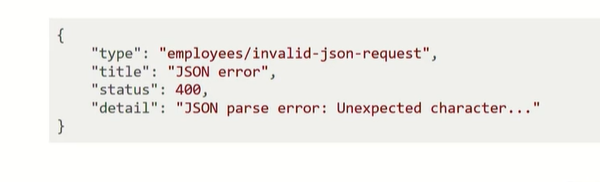 {
"type": "employees/invalid-json-request",
"title": "JSON error",
"status": 400,
"detail": "JSON parse error: Unexpected character..."
}